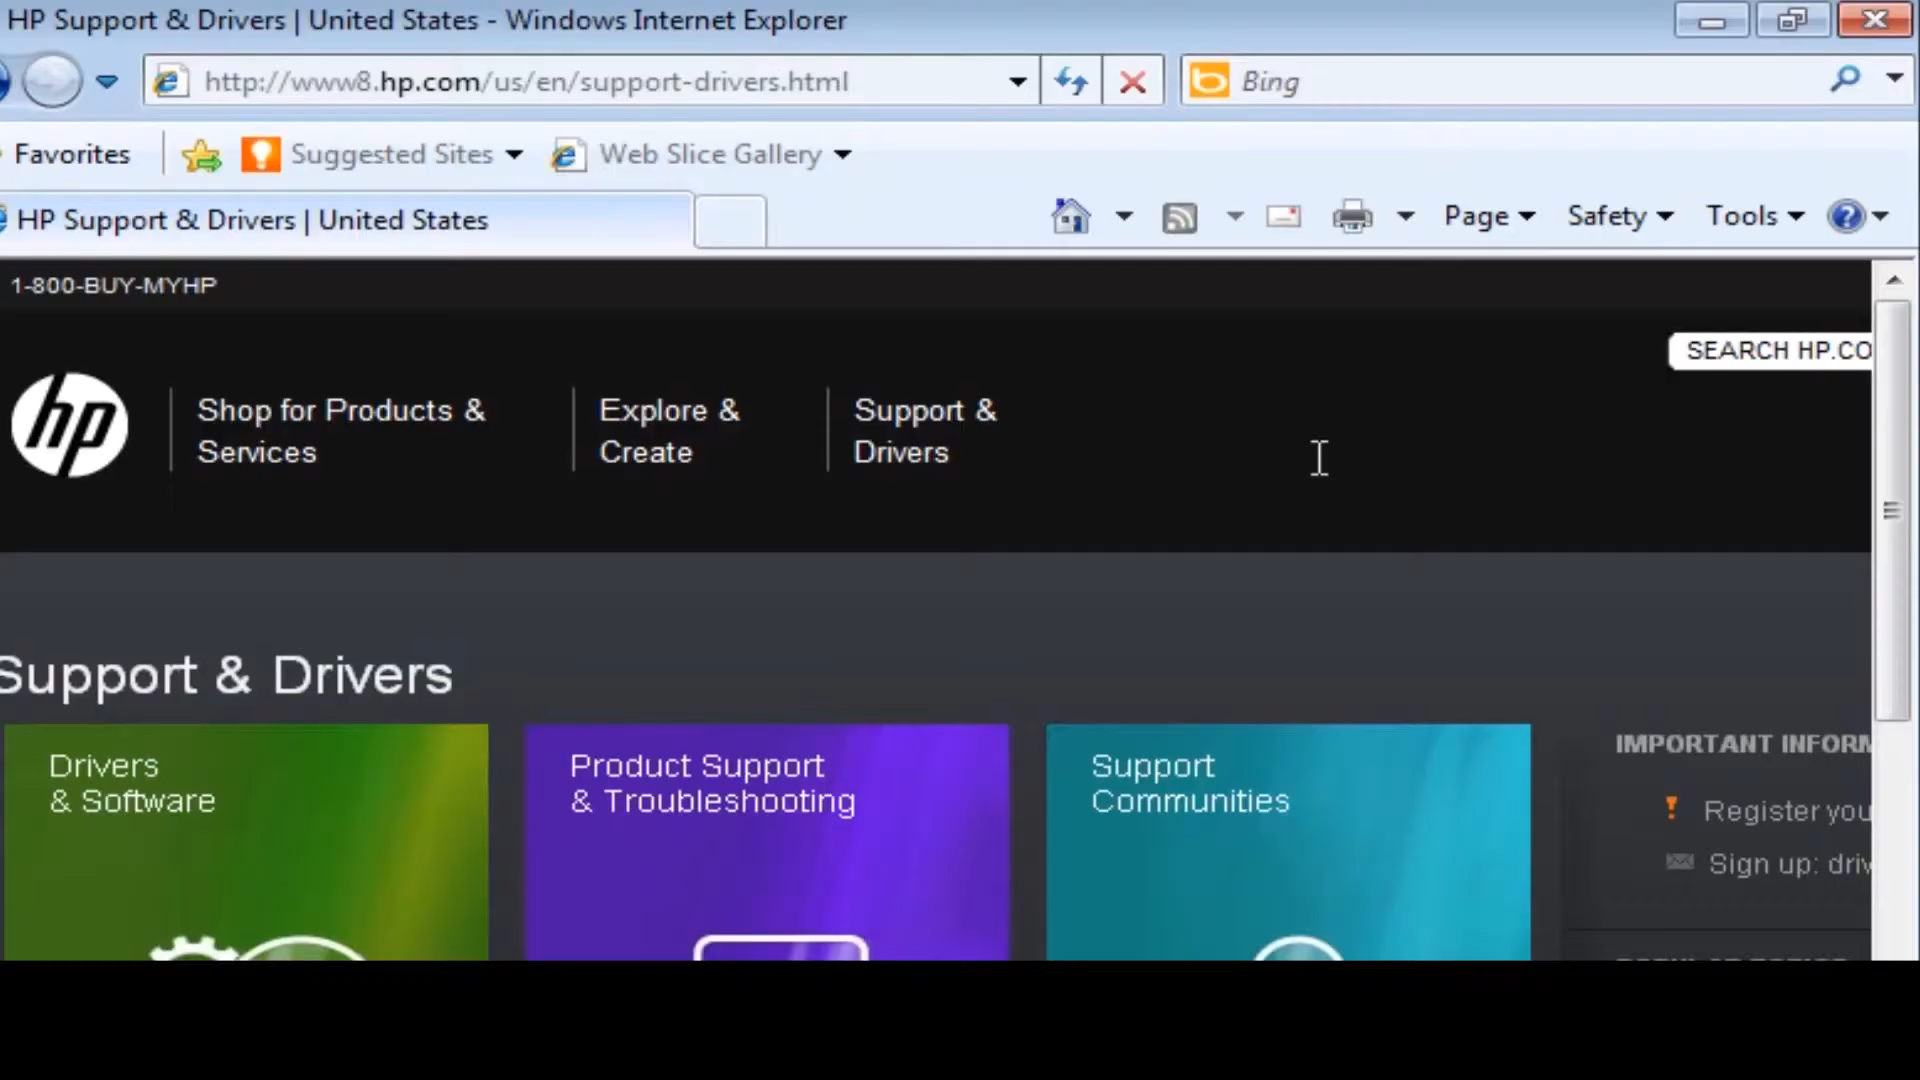 HP Support & Drivers | United States - Windows Internet Explorer
http://www8.hp.com/us/en/support-drivers.html
Bing
Favorites
Suggested Sites
Web Slice Gallery
HP Support & Drivers | United States
Page
Safety
Tools
1-800-BUY-MYHP
SEARCH HP.CO
hp
Shop for Products &
Services
Explore &
Create
Support &
Drivers
Support & Drivers
Drivers
& Software
Product Support
& Troubleshooting
Support
Communities
IMPORTANT INFORM
Register you
Sign up: driv